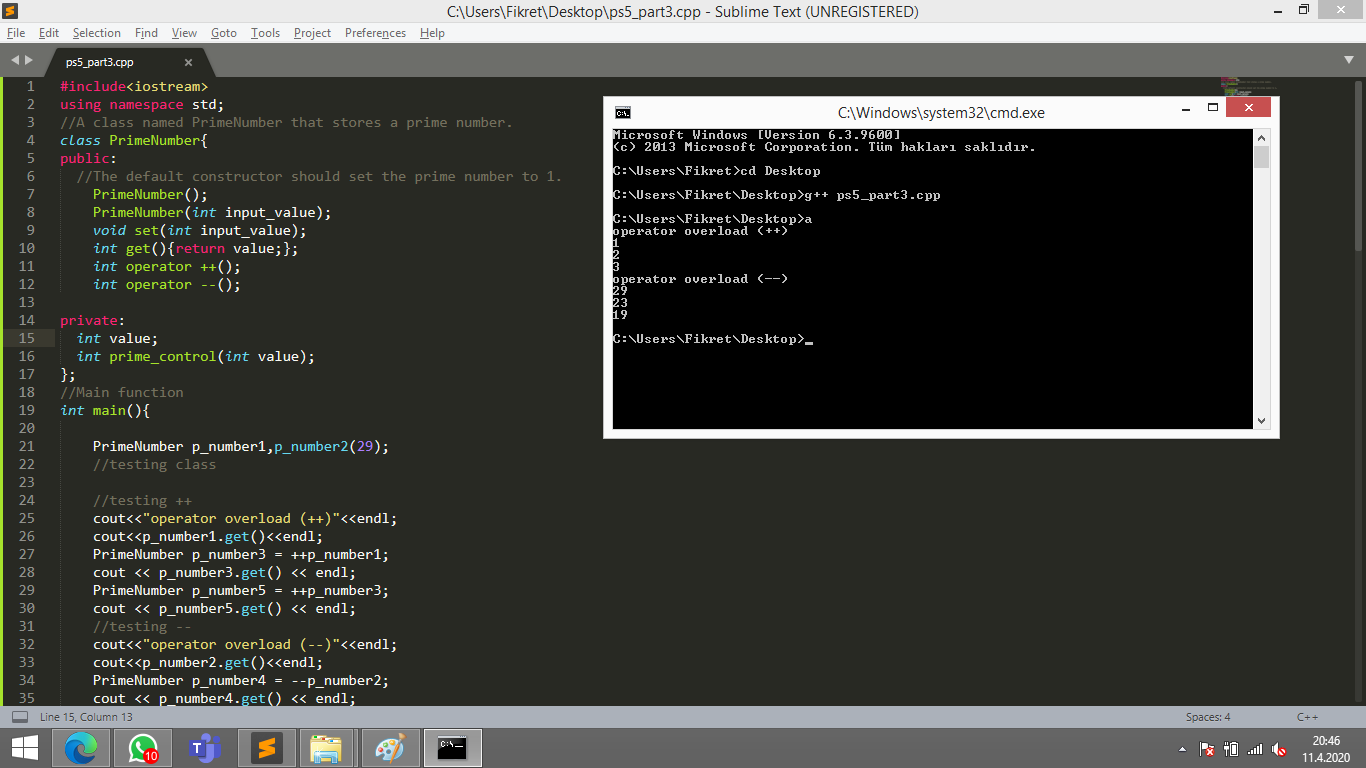 C:\Users\Fikret\Desktop\ps5_part3.cpp - Sublime Text (UNREGISTERED)
File Edit Selection Find View Goto Tools Project Preferences Help
ps5_part3.cpp
1 #include<iostream>
2 using namespace std;
3 //A class named PrimeNumber that stores a prime number.
4 class PrimeNumber{
5 public:
6 //The default constructor should set the prime number to 1.
7 PrimeNumber();
8 PrimeNumber(int input_value);
9 void set(int input_value);
10 int get(){return value;};
11 int operator ++();
12 int operator --();
13
14 private:
15 int value;
16 int prime_control(int value);
17 };
18 //Main function
19 int main(){
20
21 PrimeNumber p_number1,p_number2(29);
22 //testing class
23
24 //testing ++
25 cout<<"operator overload (++)"<<endl;
26 cout<<p_number1.get()<<endl;
27 PrimeNumber p_number3 = ++p_number1;
28 cout << p_number3.get() << endl;
29 PrimeNumber p_number5 = ++p_number3;
30 cout << p_number5.get() << endl;
31 //testing --
32 cout<<"operator overload (--)"<<endl;
33 cout<<p_number2.get()<<endl;
34 PrimeNumber p_number4 = --p_number2;
35 cout << p_number4.get() << endl;
C:\Windows\system32\cmd.exe
Microsoft Windows [Version 6.3.9600]
(c) 2013 Microsoft Corporation. Tüm hakları saklıdır.
C:\Users\Fikret>cd Desktop
C:\Users\Fikret\Desktop>g++ ps5_part3.cpp
C:\Users\Fikret\Desktop>a
operator overload (++)
1
2
3
operator overload (--)
29
23
19
C:\Users\Fikret\Desktop>_
Line 15, Column 13
Spaces: 4
C++
10
20:46
11.4.2020